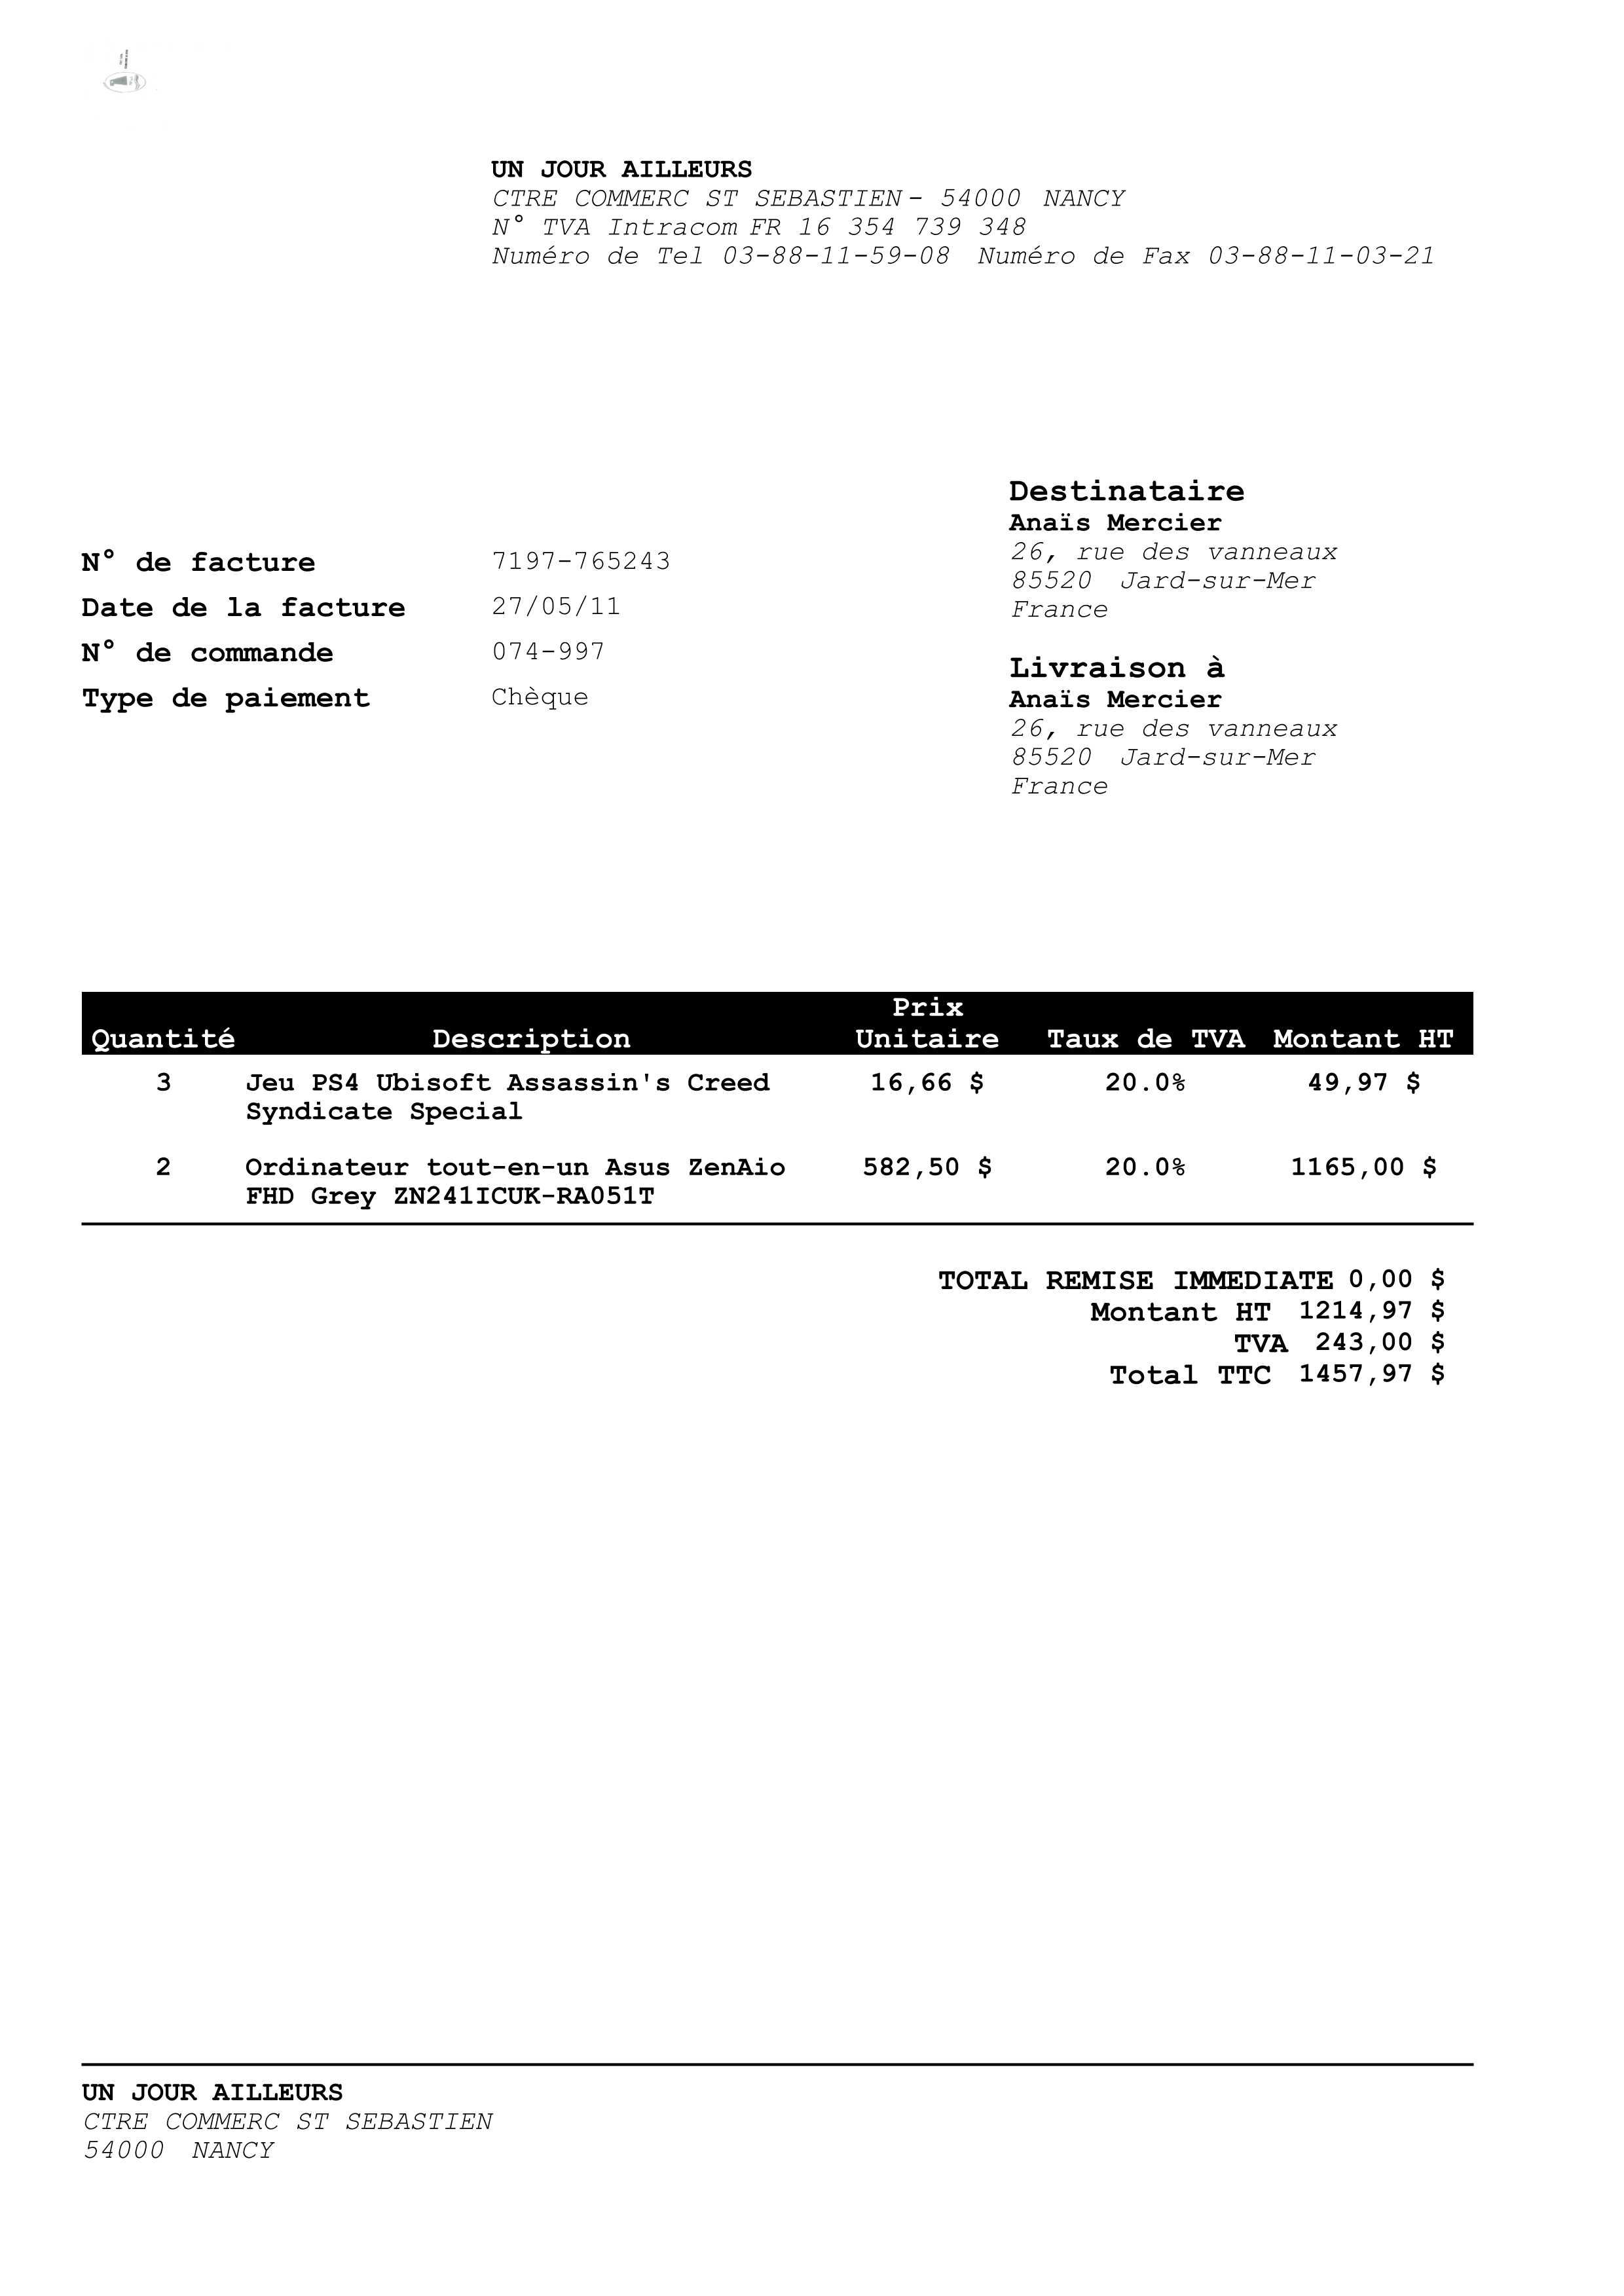 UN JOUR AILLEURS
CTRE COMMERC ST SEBASTIEN - 54000 NANCY
N° TVA Intracom FR 16 354 739 348
Numéro de Tel 03-88-11-59-08 Numéro de Fax 03-88-11-03-21
Destinataire
Anaïs Mercier
26, rue des vanneaux
85520 Jard-sur-Mer
France
N° de facture 7197-765243
Date de la facture 27/05/11
N° de commande 074-997
Type de paiement Chèque
Livraison à
Anaïs Mercier
26, rue des vanneaux
85520 Jard-sur-Mer
France
Prix
Quantité Description Unitaire Taux de TVA Montant HT
3 Jeu PS4 Ubisoft Assassin's Creed 16,66 $ 20.0% 49,97 $
Syndicate Special
2 Ordinateur tout-en-un Asus ZenAio 582,50 $ 20.0% 1165,00 $
FHD Grey ZN241ICUK-RA051T
TOTAL REMISE IMMEDIATE 0,00 $
Montant HT 1214,97 $
TVA 243,00 $
Total TTC 1457,97 $
UN JOUR AILLEURS
CTRE COMMERC ST SEBASTIEN
54000 NANCY